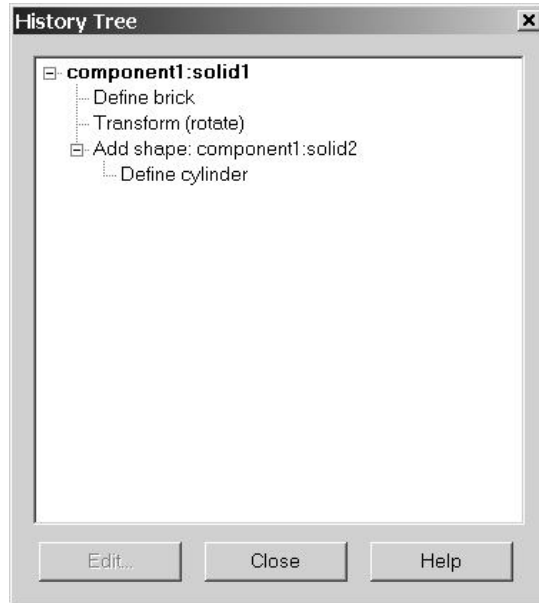 History Tree
component1:solid1
Define brick
Transform (rotate)
Add shape: component1:solid2
Define cylinder
Edit...
Close
Help